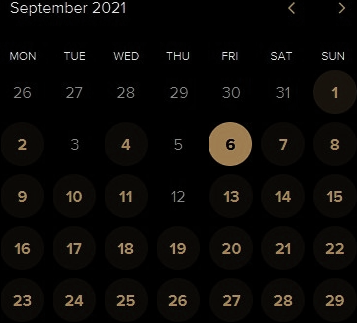 September 2021
MON TUE WED THU FRI SAT SUN
26 27 28 29 30 31 1
2 3 4 5 6 7 8
9 10 11 12 13 14 15
16 17 18 19 20 21 22
23 24 25 26 27 28 29